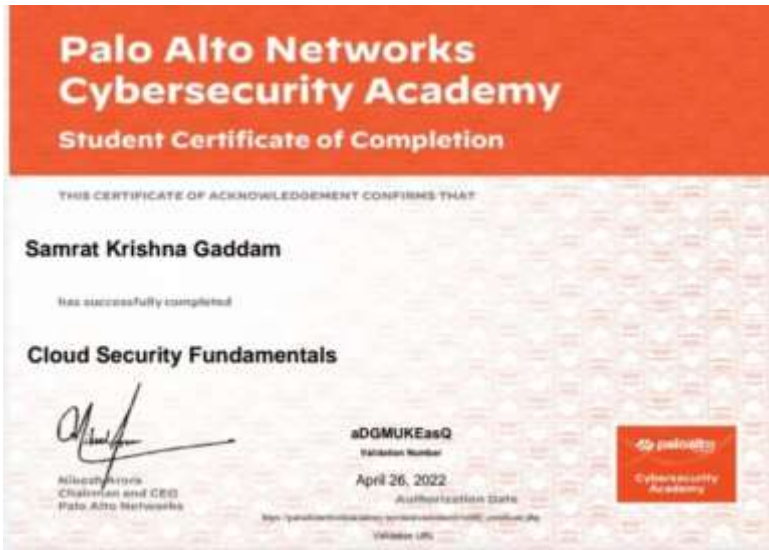 Palo Alto Networks
Cybersecurity Academy
Student Certificate of Completion
THIS CERTIFICATE OF ACKNOWLEDGEMENT CONFIRMS THAT
Samrat Krishna Gaddam
has successfully completed
Cloud Security Fundamentals
aDGMUKEasQ
Validation Number
Nikesh Arora
Chairman and CEO
Palo Alto Networks
April 26, 2022
Authorization Date
Validation URL
paloalto
Cybersecurity
Academy